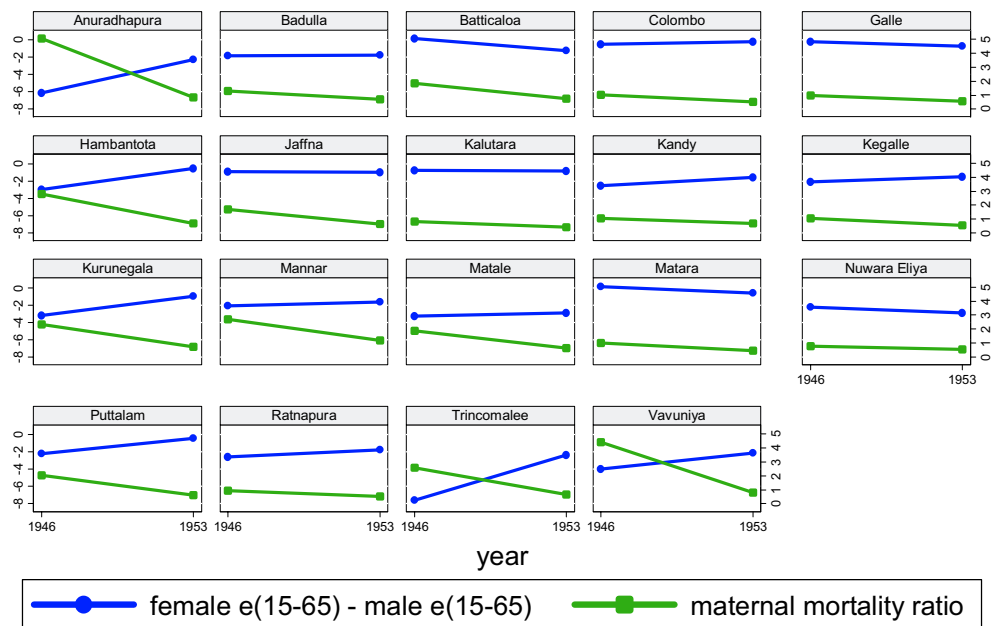 Anuradhapura Badulla Batticaloa Colombo Galle
0 -2 -4 -6 -8
5 4 3 2 1 0
Hambantota Jaffna Kalutara Kandy Kegalle
0 -2 -4 -6 -8
5 4 3 2 1 0
Kurunegala Mannar Matale Matara Nuwara Eliya
0 -2 -4 -6 -8
5 4 3 2 1 0
1946 1953
Puttalam Ratnapura Trincomalee Vavuniya
0 -2 -4 -6 -8
5 4 3 2 1 0
1946 1953 1946 1953 1946 1953 1946 1953
year
female e(15-65) - male e(15-65) maternal mortality ratio